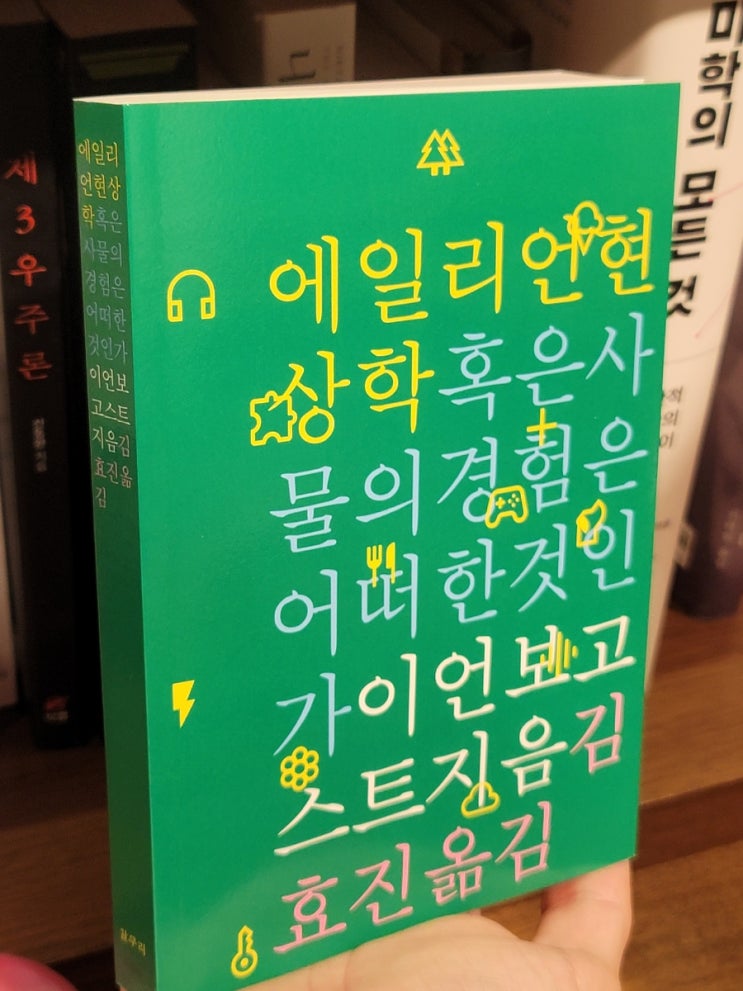 제3우주론
에일리
언현상
학혹은
사물의
경험은
어떠한
것인가
이언보
고스트
지음김
효진옮
김
갈무리
에일리언현
상학혹은사
물의경험은
어떠한것인
가이언보고
스트지음김
효진옮김
미학의 모든 것